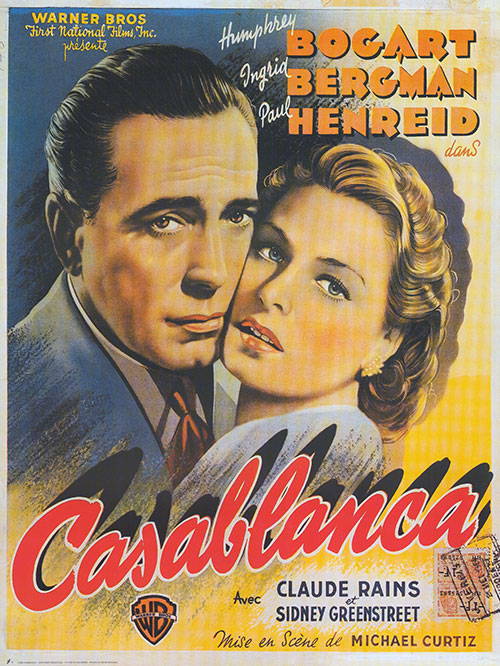 WARNER BROS
First National Films, Inc.
présente
Humphrey BOGART
Ingrid BERGMAN
Paul HENREID
dans
Casablanca
Avec CLAUDE RAINS
et
SIDNEY GREENSTREET
WB
Mise en Scène de MICHAEL CURTIZ